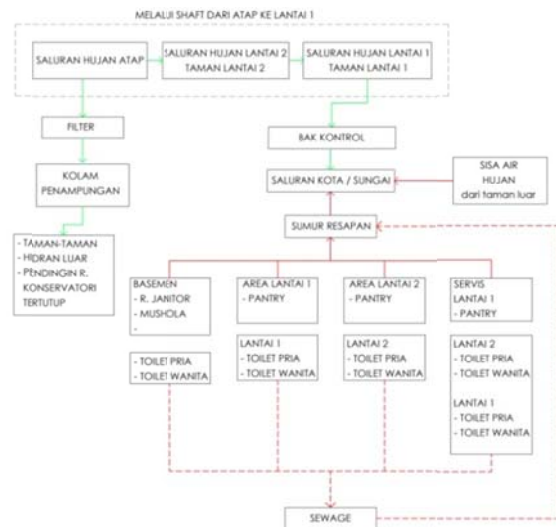 MELALUI SHAFT DARI ATAP KE LANTAI 1
SALURAN HUJAN ATAP
SALURAN HUJAN LANTAI 2
TAMAN LANTAI 2
SALURAN HUJAN LANTAI 1
TAMAN LANTAI 1
FILTER
BAK KONTROL
KOLAM
PENAMPUNGAN
SALURAN KOTA / SUNGAI
SISA AIR
HUJAN
dari taman luar
SUMUR RESAPAN
- TAMAN-TAMAN
- HIDRAN LUAR
- PENDINGIN R.
KONSERVATORI
TERTUTUP
BASEMEN
- R. JANITOR
- MUSHOLA
-
AREA LANTAI 1
- PANTRY
AREA LANTAI 2
- PANTRY
SERVIS
LANTAI 1
- PANTRY
- TOILET PRIA
- TOILET WANITA
LANTAI 1
- TOILET PRIA
- TOILET WANITA
LANTAI 2
- TOILET PRIA
- TOILET WANITA
LANTAI 2
- TOILET PRIA
- TOILET WANITA
LANTAI 1
- TOILET PRIA
- TOILET WANITA
SEWAGE